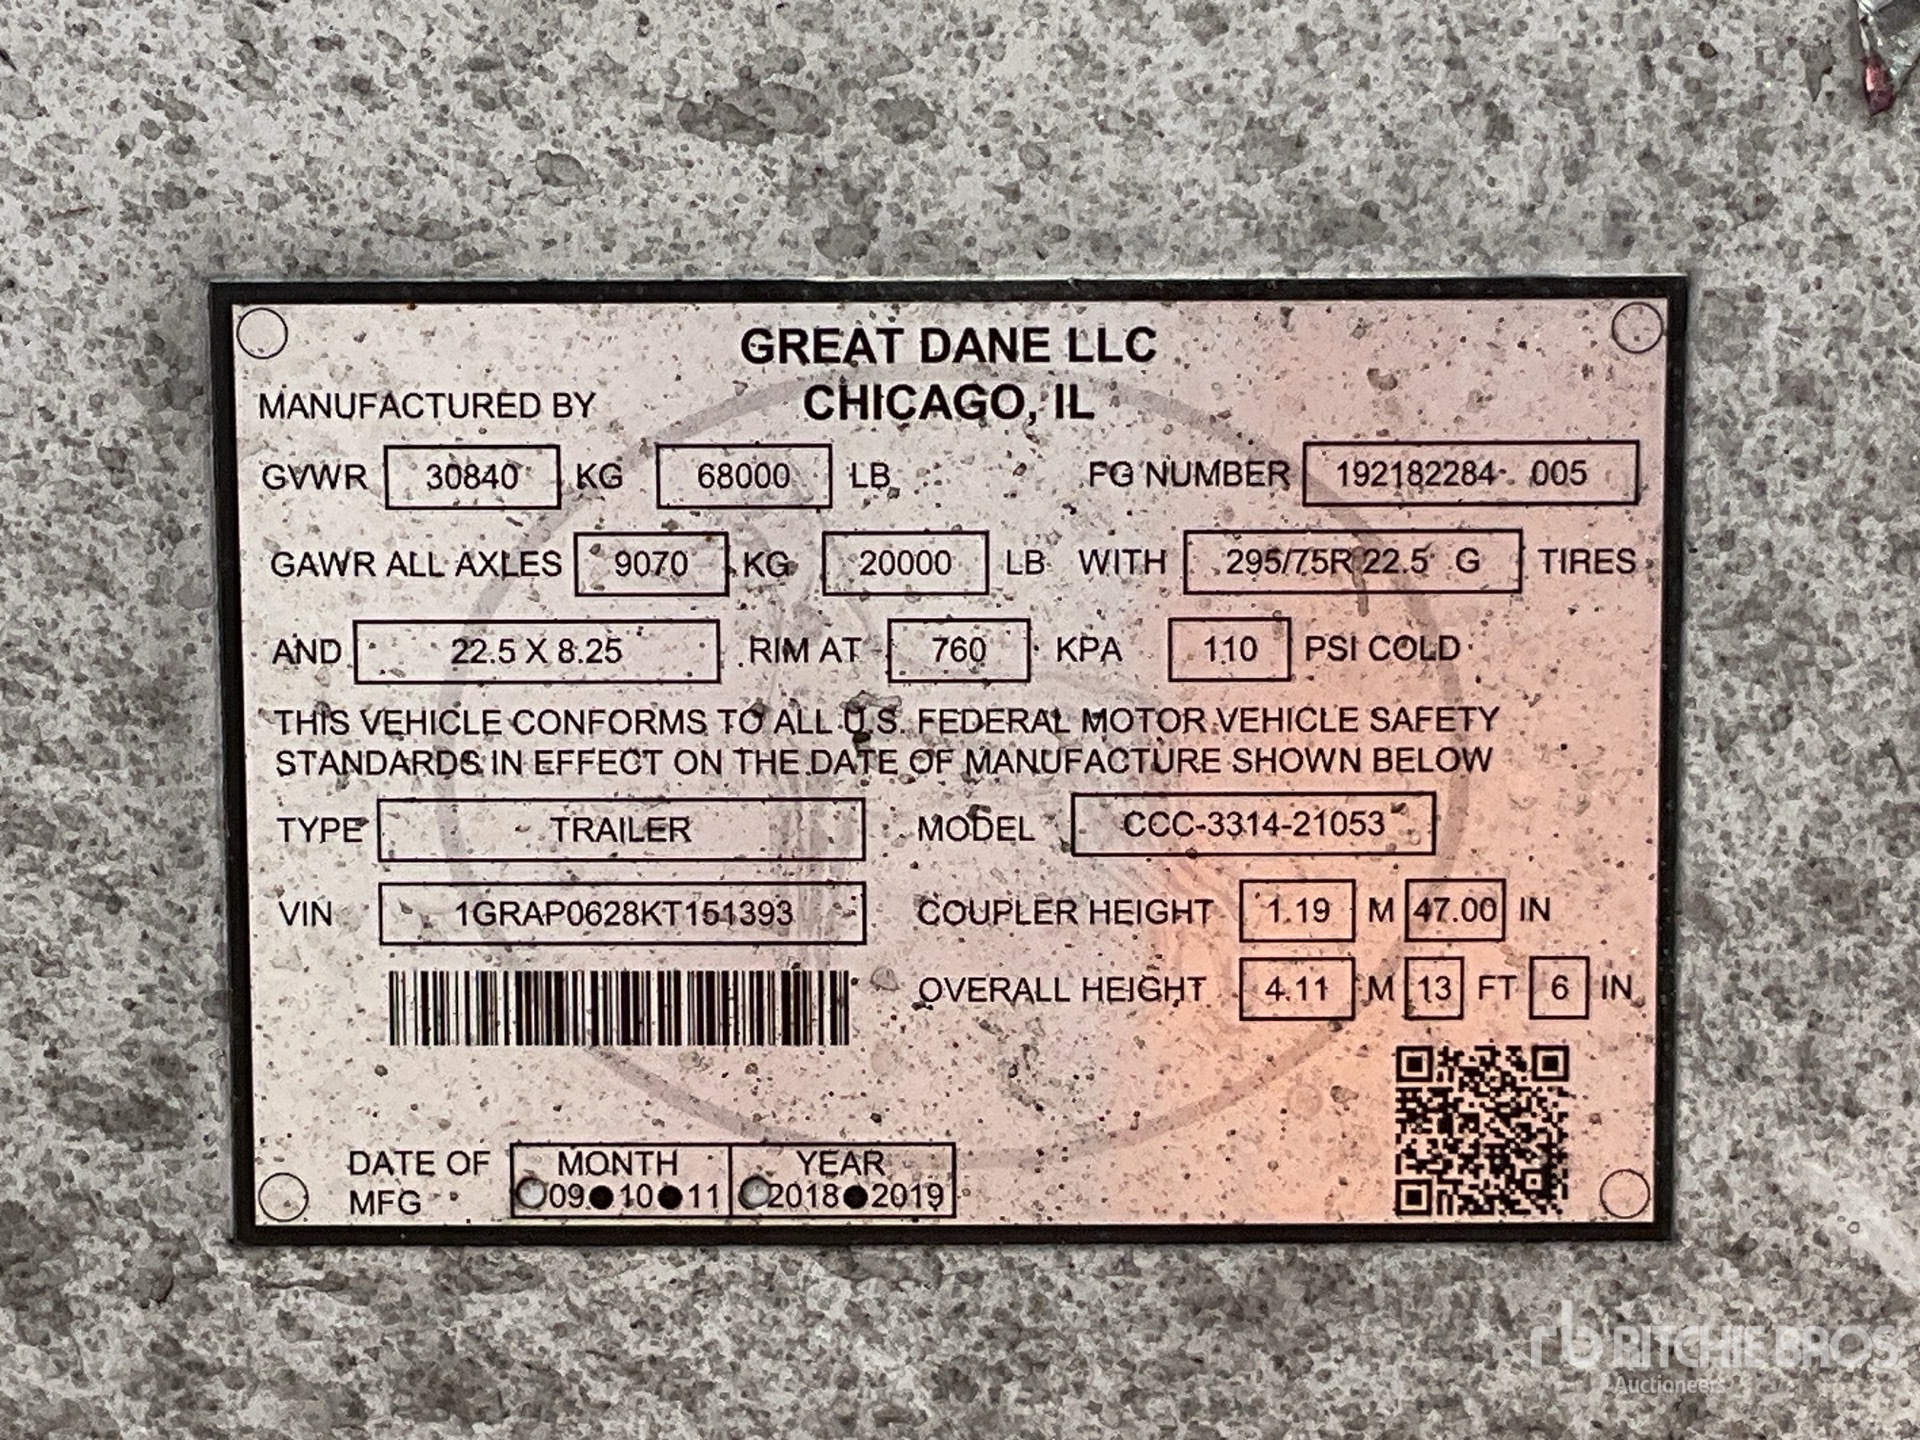 GREAT DANE LLC
MANUFACTURED BY CHICAGO, IL
GVWR 30840 KG 68000 LB FG NUMBER 192182284 005
GAWR ALL AXLES 9070 KG 20000 LB WITH 295/75R 22.5 G TIRES
AND 22.5 X 8.25 RIM AT 760 KPA 110 PSI COLD
THIS VEHICLE CONFORMS TO ALL U.S. FEDERAL MOTOR VEHICLE SAFETY
STANDARDS IN EFFECT ON THE DATE OF MANUFACTURE SHOWN BELOW
TYPE TRAILER MODEL CCC-3314-21053
VIN 1GRAP0628KT151393 COUPLER HEIGHT 1.19 M 47.00 IN
OVERALL HEIGHT 4.11 M 13 FT 6 IN
DATE OF MFG MONTH YEAR
09 10 11 2018 2019
rb RITCHIE BROS
Auctioneers